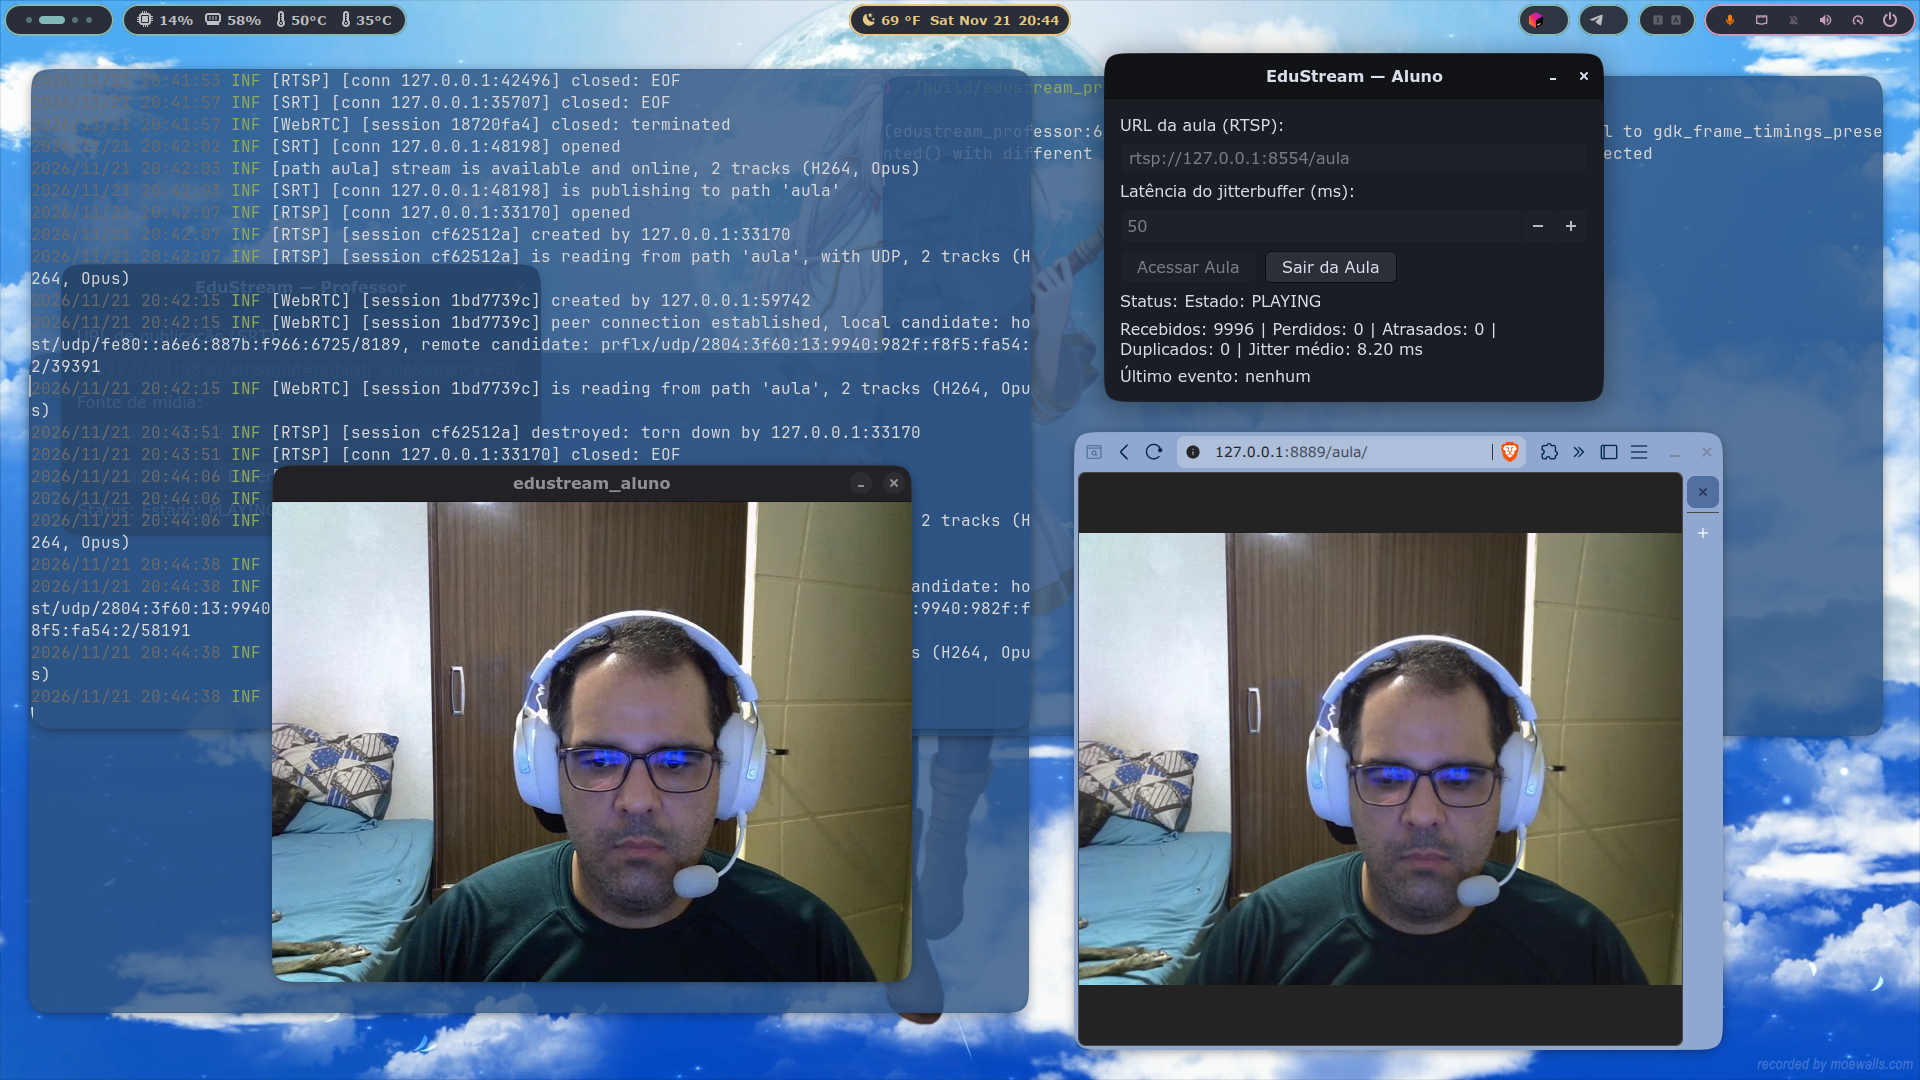 14% 58% 50°C 35°C
69 °F Sat Nov 21 20:44
2026/11/21 20:41:53 INF [RTSP] [conn 127.0.0.1:42496] closed: EOF
2026/11/21 20:41:57 INF [SRT] [conn 127.0.0.1:35707] closed: EOF
2026/11/21 20:41:57 INF [WebRTC] [session 18720fa4] closed: terminated
2026/11/21 20:42:02 INF [SRT] [conn 127.0.0.1:48198] opened
2026/11/21 20:42:03 INF [path aula] stream is available and online, 2 tracks (H264, Opus)
2026/11/21 20:42:03 INF [SRT] [conn 127.0.0.1:48198] is publishing to path 'aula'
2026/11/21 20:42:07 INF [RTSP] [conn 127.0.0.1:33170] opened
2026/11/21 20:42:07 INF [RTSP] [session cf62512a] created by 127.0.0.1:33170
2026/11/21 20:42:07 INF [RTSP] [session cf62512a] is reading from path 'aula', with UDP, 2 tracks (H
264, Opus)
2026/11/21 20:42:15 INF [WebRTC] [session 1bd7739c] created by 127.0.0.1:59742
2026/11/21 20:42:15 INF [WebRTC] [session 1bd7739c] peer connection established, local candidate: ho
st/udp/fe80::a6e6:887b:f966:6725/8189, remote candidate: prflx/udp/2804:3f60:13:9940:982f:f8f5:fa54:
2/39391
2026/11/21 20:42:15 INF [WebRTC] [session 1bd7739c] is reading from path 'aula', 2 tracks (H264, Opu
s)
2026/11/21 20:43:51 INF [RTSP] [session cf62512a] destroyed: torn down by 127.0.0.1:33170
2026/11/21 20:43:51 INF [RTSP] [conn 127.0.0.1:33170] closed: EOF
2026/11/21 20:44:06 INF
2026/11/21 20:44:06 INF
2026/11/21 20:44:06 INF 2 tracks (H
264, Opus)
2026/11/21 20:44:38 INF
2026/11/21 20:44:38 INF andidate: ho
st/udp/2804:3f60:13:9940 :9940:982f:f
8f5:fa54:2/58191
2026/11/21 20:44:38 INF s (H264, Opu
s)
2026/11/21 20:44:38 INF
EduStream — Professor
Fonte de mídia:
Status: Estado: PLAYING
./build/edustream_pr
(edustream_professor:6 l to gdk_frame_timings_prese
nted() with different ected
EduStream — Aluno
URL da aula (RTSP):
rtsp://127.0.0.1:8554/aula
Latência do jitterbuffer (ms):
50
Acessar Aula Sair da Aula
Status: Estado: PLAYING
Recebidos: 9996 | Perdidos: 0 | Atrasados: 0 |
Duplicados: 0 | Jitter médio: 8.20 ms
Último evento: nenhum
edustream_aluno
127.0.0.1:8889/aula/
recorded by moewalls.com